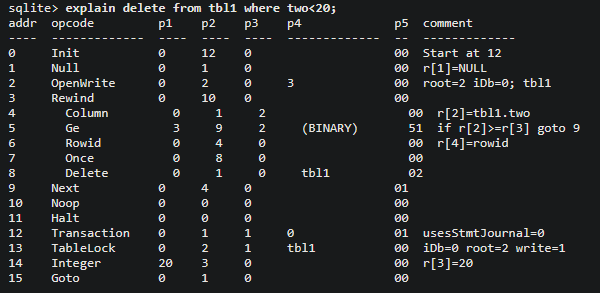 sqlite> explain delete from tbl1 where two<20;
addr  opcode         p1    p2    p3    p4             p5  comment
----  -------------  ----  ----  ----  -------------  --  -------------
0     Init           0     12    0                    00  Start at 12
1     Null           0     1     0                    00  r[1]=NULL
2     OpenWrite      0     2     0     3              00  root=2 iDb=0; tbl1
3     Rewind         0     10    0                    00
4       Column         0     1     2                    00  r[2]=tbl1.two
5       Ge             3     9     2     (BINARY)       51  if r[2]>=r[3] goto 9
6       Rowid          0     4     0                    00  r[4]=rowid
7       Once           0     8     0                    00
8       Delete         0     1     0     tbl1           02
9     Next           0     4     0                    01
10    Noop           0     0     0                    00
11    Halt           0     0     0                    00
12    Transaction    0     1     1     0              01  usesStmtJournal=0
13    TableLock      0     2     1     tbl1           00  iDb=0 root=2 write=1
14    Integer        20    3     0                    00  r[3]=20
15    Goto           0     1     0                    00